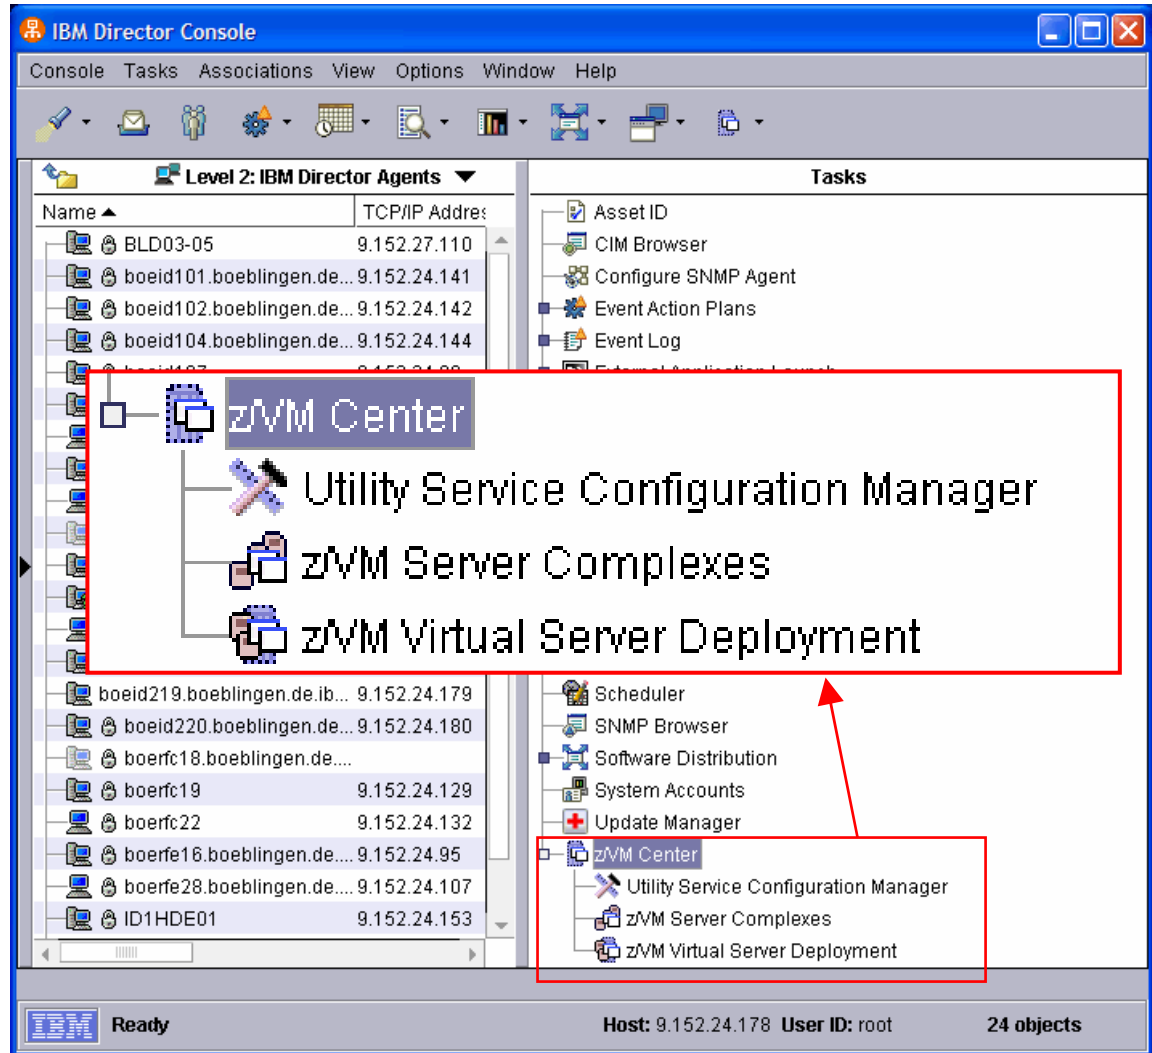 IBM Director Console
Console Tasks Associations View Options Window Help
Level 2: IBM Director Agents
Tasks
Name TCP/IP Addres
BLD03-05 9.152.27.110
boeid101.boeblingen.de... 9.152.24.141
boeid102.boeblingen.de... 9.152.24.142
boeid104.boeblingen.de... 9.152.24.144
Asset ID
CIM Browser
Configure SNMP Agent
Event Action Plans
Event Log
z/VM Center
Utility Service Configuration Manager
z/VM Server Complexes
z/VM Virtual Server Deployment
boeid219.boeblingen.de.ib... 9.152.24.179
boeid220.boeblingen.de... 9.152.24.180
boerfc18.boeblingen.de....
boerfc19 9.152.24.129
boerfc22 9.152.24.132
boerfe16.boeblingen.de.... 9.152.24.95
boerfe28.boeblingen.de.... 9.152.24.107
ID1HDE01 9.152.24.153
Scheduler
SNMP Browser
Software Distribution
System Accounts
Update Manager
z/VM Center
Utility Service Configuration Manager
z/VM Server Complexes
z/VM Virtual Server Deployment
IBM Ready Host: 9.152.24.178 User ID: root 24 objects